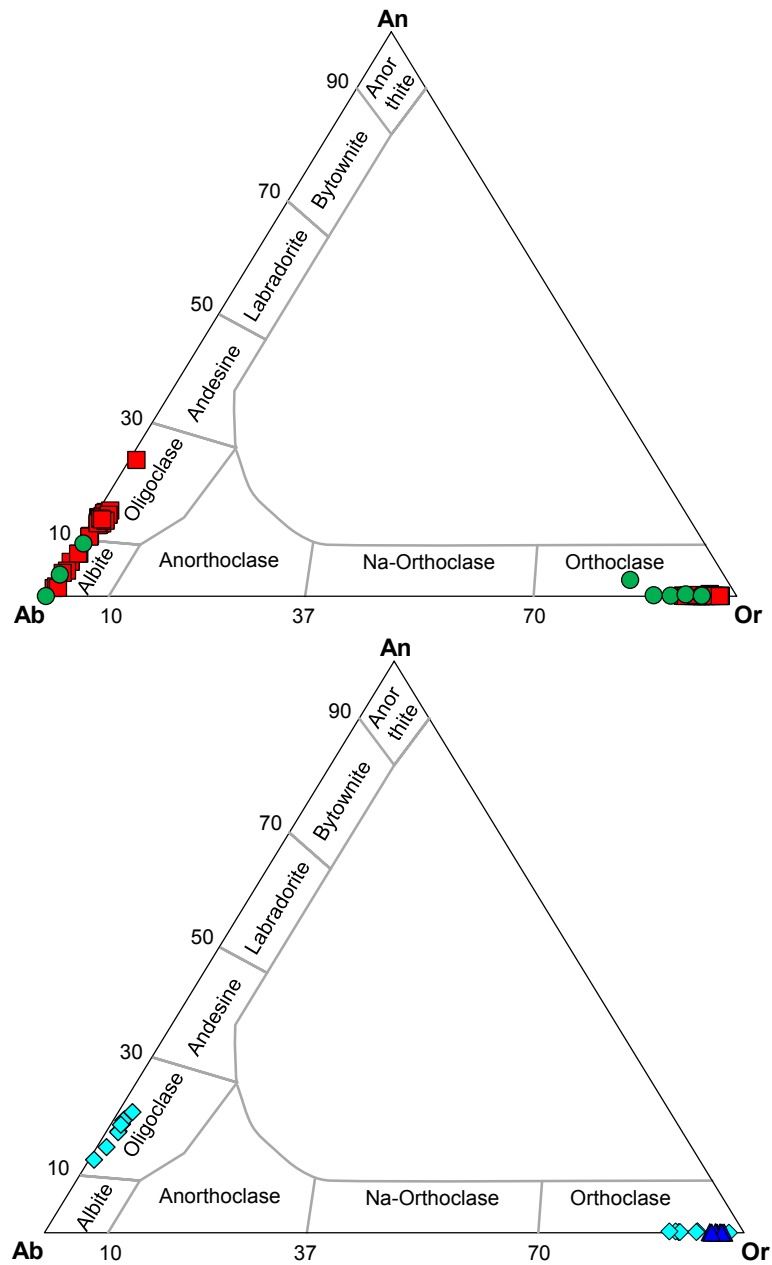 An
90
Anor
thite
Bytownite
70
Labradorite
50
Andesine
30
Oligoclase
10
Albite
Anorthoclase
Na-Orthoclase
Orthoclase
Ab
10
37
70
Or
An
90
Anor
thite
Bytownite
70
Labradorite
50
Andesine
30
Oligoclase
10
Albite
Anorthoclase
Na-Orthoclase
Orthoclase
Ab
10
37
70
Or